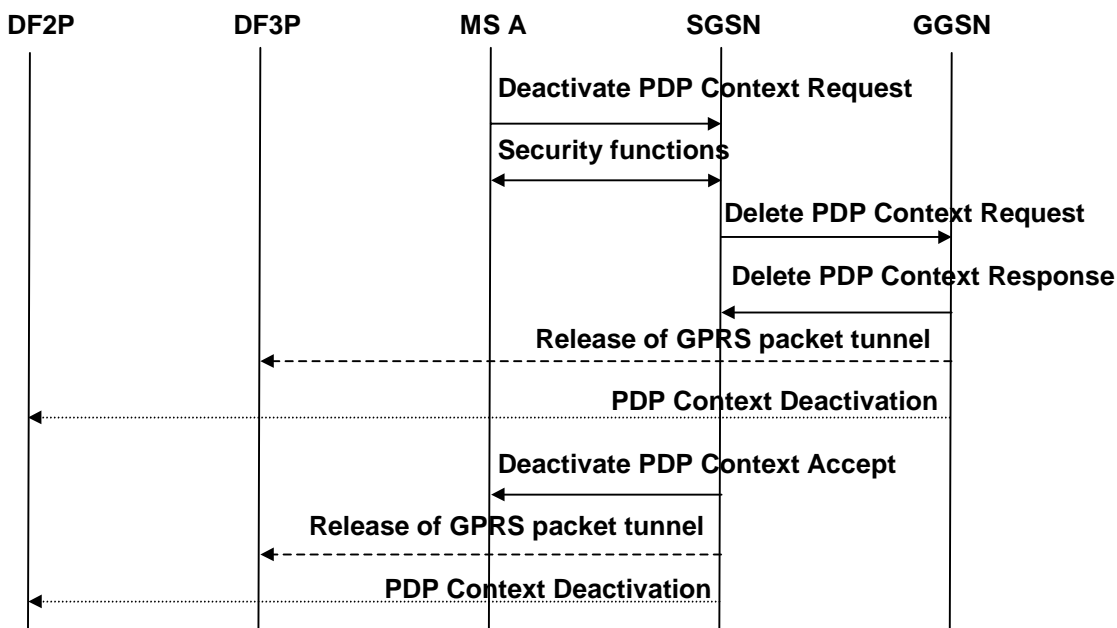 DF2P DF3P MS A SGSN GGSN
Deactivate PDP Context Request
Security functions
Delete PDP Context Request
Delete PDP Context Response
Release of GPRS packet tunnel
PDP Context Deactivation
Deactivate PDP Context Accept
Release of GPRS packet tunnel
PDP Context Deactivation